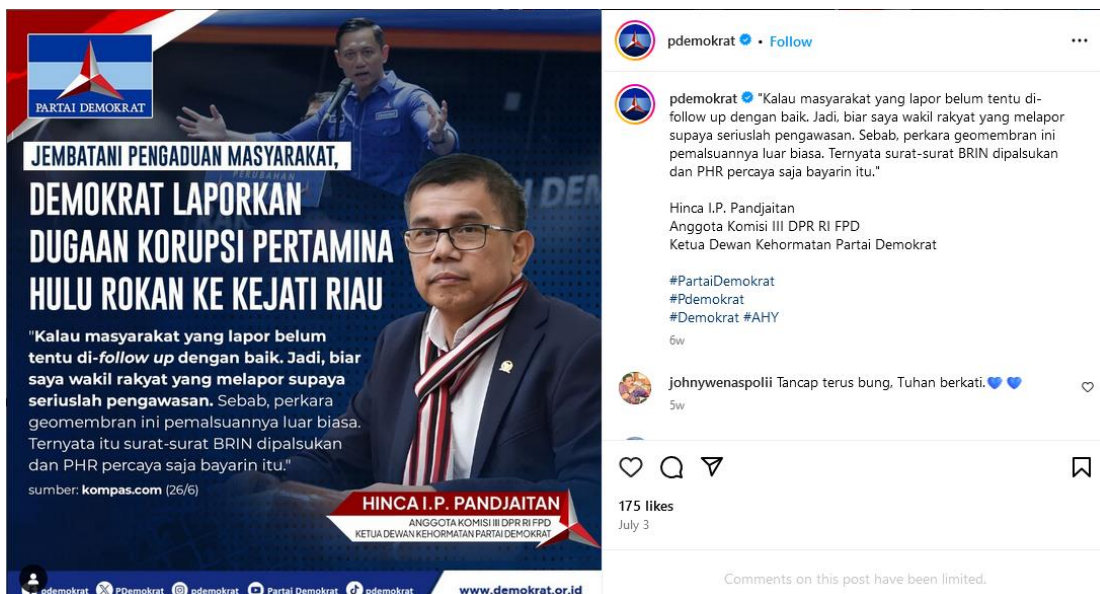 PARTAI DEMOKRAT
JEMBATANI PENGADUAN MASYARAKAT,
DEMOKRAT LAPORKAN
DUGAAN KORUPSI PERTAMINA
HULU ROKAN KE KEJATI RIAU
"Kalau masyarakat yang lapor belum
tentu di-follow up dengan baik. Jadi, biar
saya wakil rakyat yang melapor supaya
seriuslah pengawasan. Sebab, perkara
geomembran ini pemalsuannya luar biasa.
Ternyata itu surat-surat BRIN dipalsukan
dan PHR percaya saja bayarin itu."
sumber: kompas.com (26/6)
PERUBAHAN
HINCA I.P. PANDJAITAN
ANGGOTA KOMISI III DPR RI FPD
KETUA DEWAN KEHORMATAN PARTAI DEMOKRAT
pdemokrat PDemokrat pdemokrat Partai Demokrat pdemokrat www.demokrat.or.id
pdemokrat • Follow
pdemokrat "Kalau masyarakat yang lapor belum tentu di-
follow up dengan baik. Jadi, biar saya wakil rakyat yang melapor
supaya seriuslah pengawasan. Sebab, perkara geomembran ini
pemalsuannya luar biasa. Ternyata surat-surat BRIN dipalsukan
dan PHR percaya saja bayarin itu."
Hinca I.P. Pandjaitan
Anggota Komisi III DPR RI FPD
Ketua Dewan Kehormatan Partai Demokrat
#PartaiDemokrat
#Pdemokrat
#Demokrat #AHY
6w
johnywenaspolii Tancap terus bung, Tuhan berkati.💙 💙
5w
175 likes
July 3
Comments on this post have been limited.